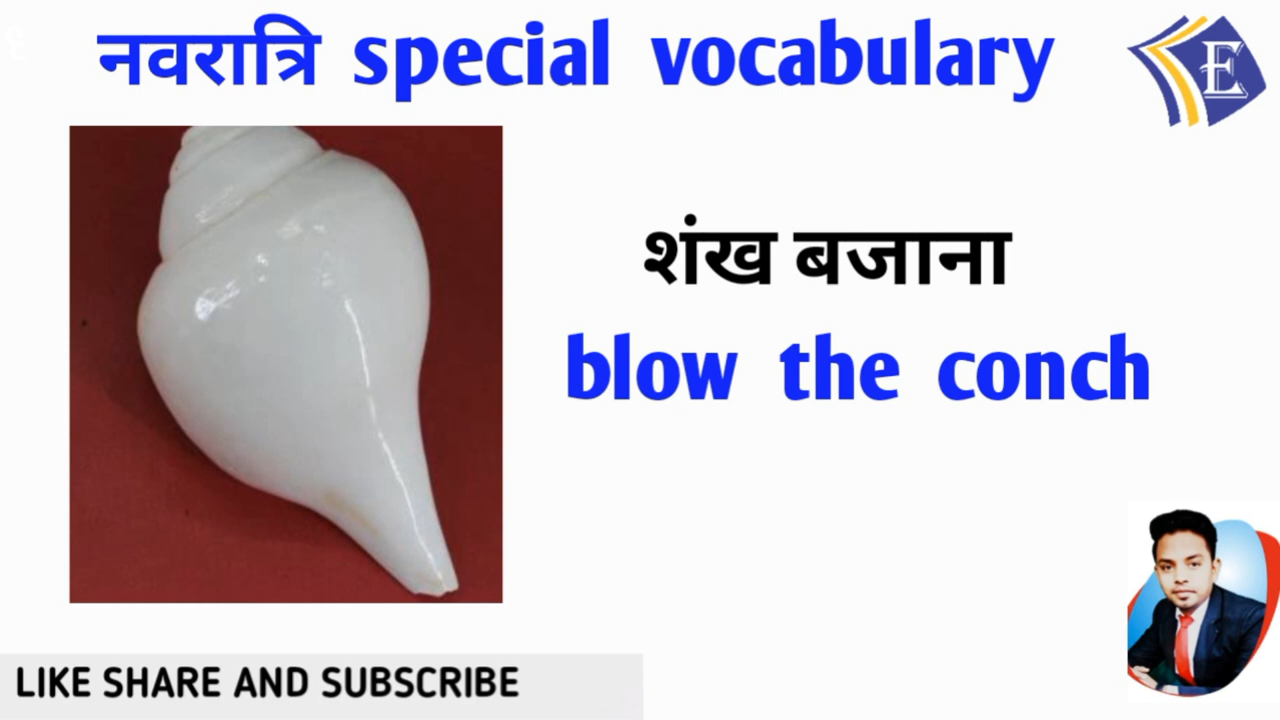 नवरात्रि special vocabulary
E
शंख बजाना
blow the conch
LIKE SHARE AND SUBSCRIBE